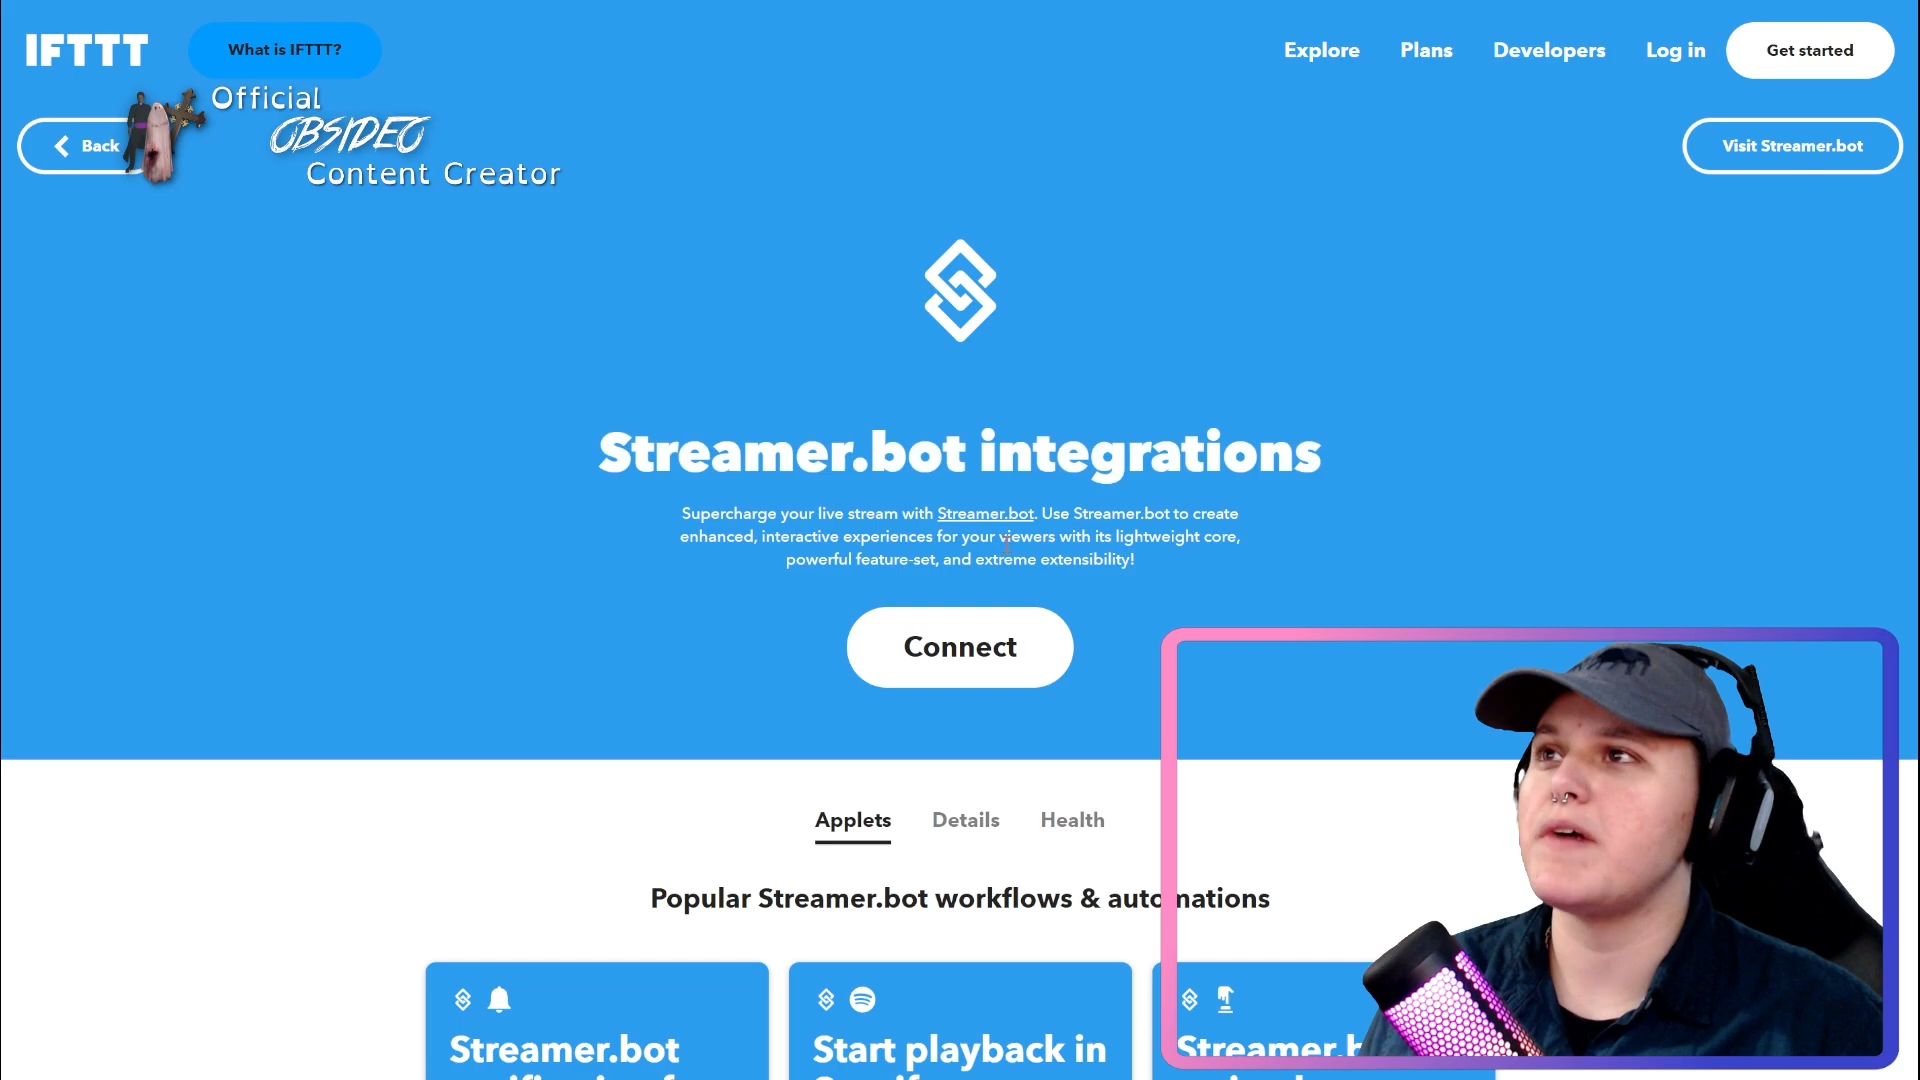 IFTTT
What is IFTTT?
Explore
Plans
Developers
Log in
Get started
Official
OBSIDEO
Content Creator
Back
Visit Streamer.bot
Streamer.bot integrations
Supercharge your live stream with Streamer.bot. Use Streamer.bot to create
enhanced, interactive experiences for your viewers with its lightweight core,
powerful feature-set, and extreme extensibility!
Connect
Applets
Details
Health
Popular Streamer.bot workflows & automations
Streamer.bot
Start playback in
Streamer.b